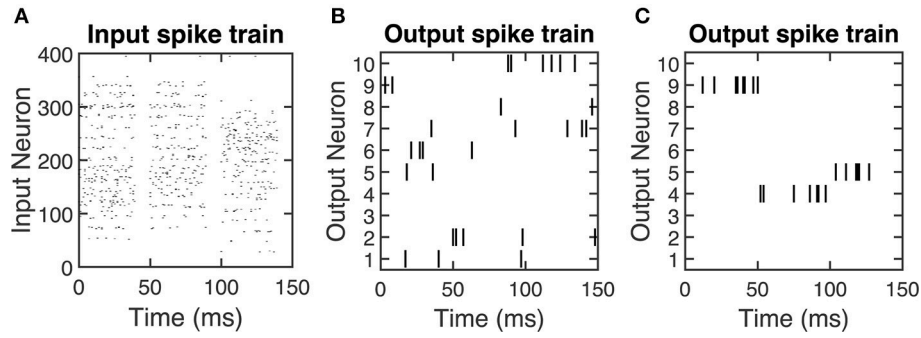 A
Input spike train
Input Neuron
400
300
200
100
0
0 50 100 150
Time (ms)
B
Output spike train
Output Neuron
10
9
8
7
6
5
4
3
2
1
0 50 100 150
Time (ms)
C
Output spike train
Output Neuron
10
9
8
7
6
5
4
3
2
1
0 50 100 150
Time (ms)